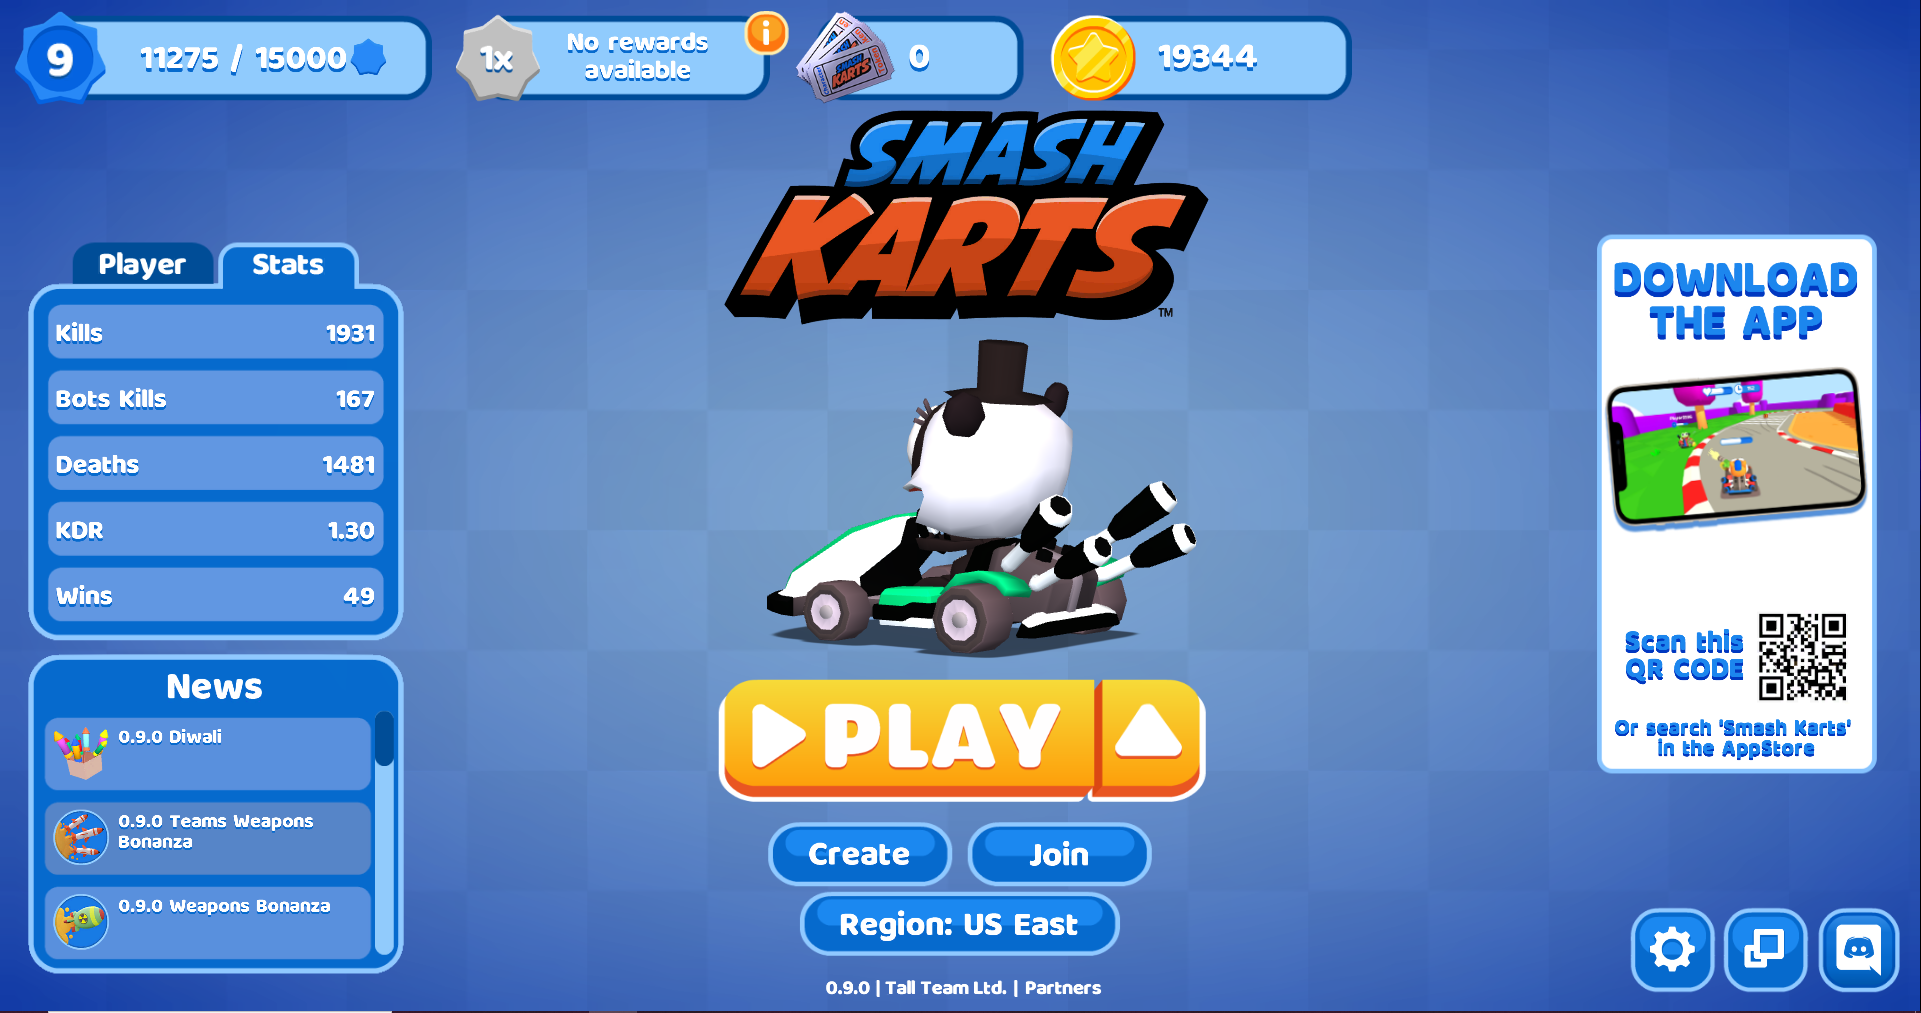 9
11275 / 15000
1x
No rewards
available
i
0
19344
SMASH
KARTS
TM
Player
Stats
Kills 1931
Bots Kills 167
Deaths 1481
KDR 1.30
Wins 49
News
0.9.0 Diwali
0.9.0 Teams Weapons
Bonanza
0.9.0 Weapons Bonanza
PLAY
Create
Join
Region: US East
0.9.0 | Tall Team Ltd. | Partners
DOWNLOAD
THE APP
Scan this
QR CODE
Or search 'Smash Karts'
in the AppStore